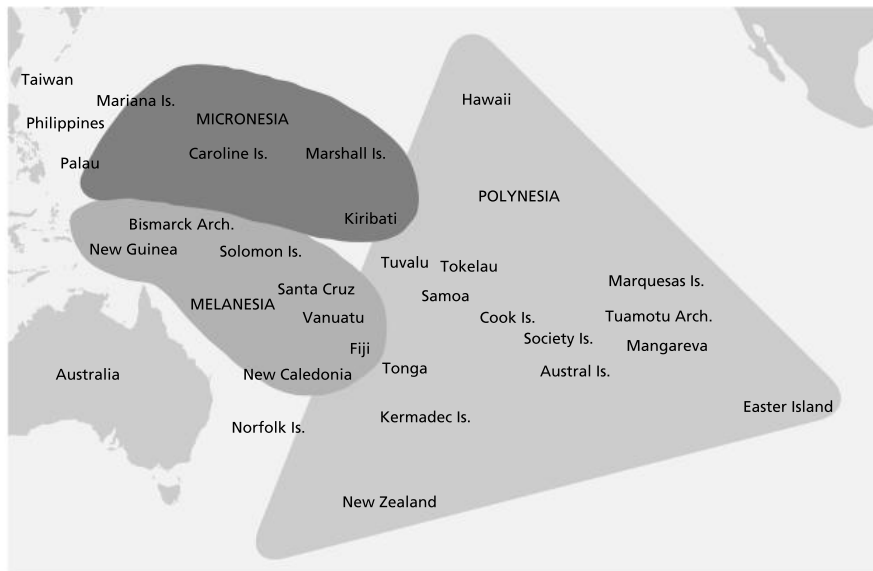 Taiwan
Mariana Is.
Hawaii
Philippines
MICRONESIA
Palau
Caroline Is.
Marshall Is.
POLYNESIA
Kiribati
Bismarck Arch.
New Guinea
Solomon Is.
Tuvalu
Tokelau
Marquesas Is.
Santa Cruz
Samoa
MELANESIA
Vanuatu
Cook Is.
Tuamotu Arch.
Society Is.
Fiji
Mangareva
Australia
New Caledonia
Tonga
Austral Is.
Easter Island
Kermadec Is.
Norfolk Is.
New Zealand